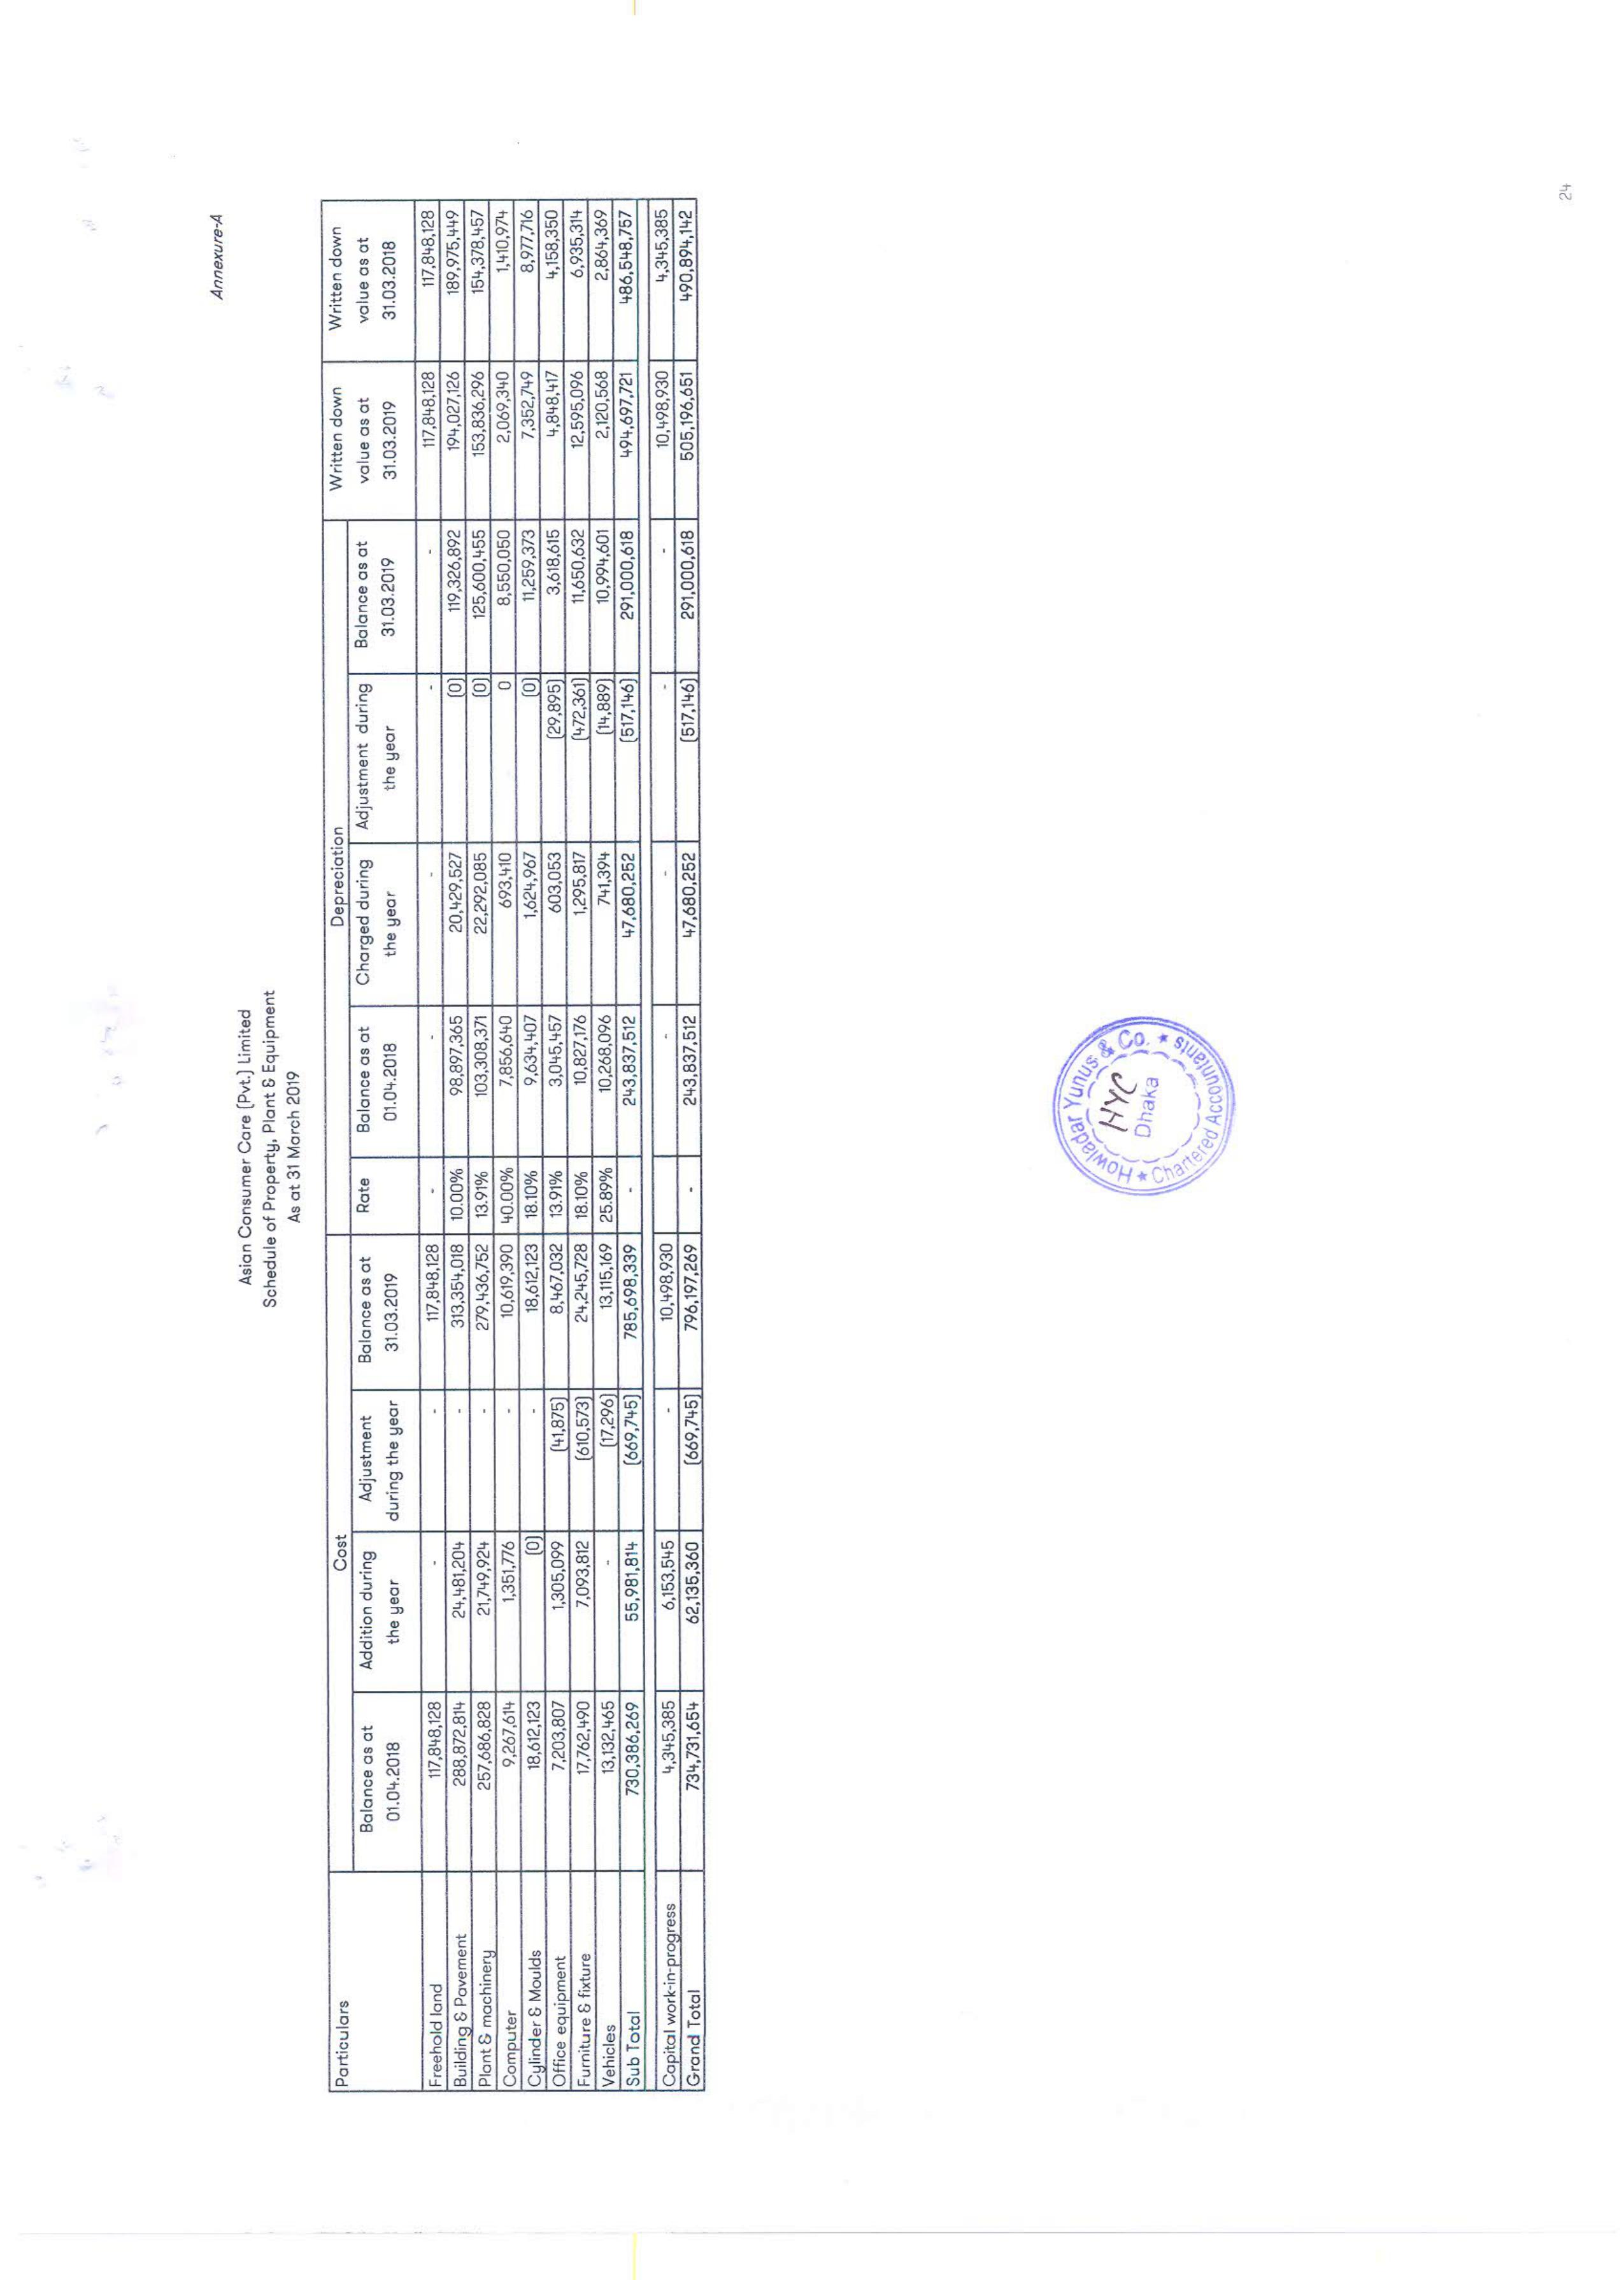 Annexure-A
Asian Consumer Care (Pvt.) Limited
Schedule of Property, Plant & Equipment
As at 31 March 2019
Particulars Cost Depreciation Written down value as at 31.03.2019 Written down value as at 31.03.2018
Balance as at 01.04.2018 Addition during the year Adjustment during the year Balance as at 31.03.2019 Rate Balance as at 01.04.2018 Charged during the year Adjustment during the year Balance as at 31.03.2019
Freehold land 117,848,128 - - 117,848,128 - - - - - 117,848,128 117,848,128
Building & Pavement 288,872,814 24,481,204 - 313,354,018 10.00% 98,897,365 20,429,527 (0) 119,326,892 194,027,126 189,975,449
Plant & machinery 257,686,828 21,749,924 - 279,436,752 13.91% 103,308,371 22,292,085 (0) 125,600,455 153,836,296 154,378,457
Computer 9,267,614 1,351,776 - 10,619,390 40.00% 7,856,640 693,410 0 8,550,050 2,069,340 1,410,974
Cylinder & Moulds 18,612,123 (0) - 18,612,123 18.10% 9,634,407 1,624,967 (0) 11,259,373 7,352,749 8,977,716
Office equipment 7,203,807 1,305,099 (41,875) 8,467,032 13.91% 3,045,457 603,053 (29,895) 3,618,615 4,848,417 4,158,350
Furniture & fixture 17,762,490 7,093,812 (610,573) 24,245,728 18.10% 10,827,176 1,295,817 (472,361) 11,650,632 12,595,096 6,935,314
Vehicles 13,132,465 - (17,296) 13,115,169 25.89% 10,268,096 741,394 (14,889) 10,994,601 2,120,568 2,864,369
Sub Total 730,386,269 55,981,814 (669,745) 785,698,339 - 243,837,512 47,680,252 (517,146) 291,000,618 494,697,721 486,548,757
Capital work-in-progress 4,345,385 6,153,545 - 10,498,930 - - - - 10,498,930 4,345,385
Grand Total 734,731,654 62,135,360 (669,745) 796,197,269 - 243,837,512 47,680,252 (517,146) 291,000,618 505,196,651 490,894,142
Howladar Yunus & Co.
HYC
Dhaka
★ Chartered Accountants ★
24